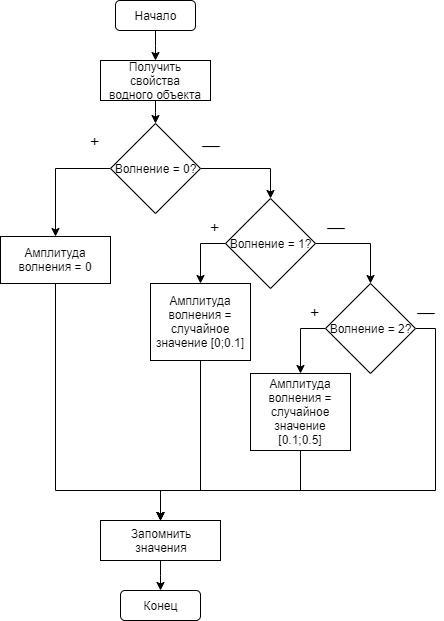 Начало
Получить
свойства
водного объекта
+
—
Волнение = 0?
Амплитуда
волнения = 0
+
—
Волнение = 1?
Амплитуда
волнения =
случайное
значение [0;0.1]
+
—
Волнение = 2?
Амплитуда
волнения =
случайное
значение
[0.1;0.5]
Запомнить
значения
Конец